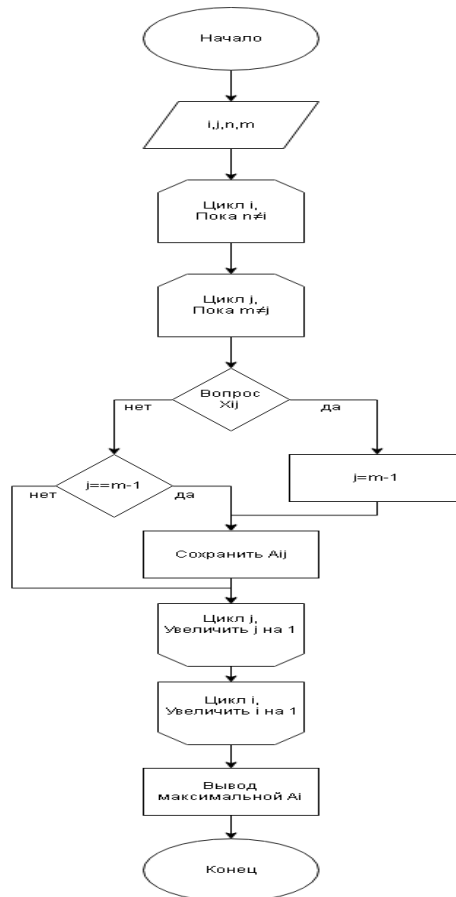 Начало
i,j,n,m
Цикл i,
Пока n≠i
Цикл j,
Пока m≠j
Вопрос
Xij
нет
да
j==m-1
нет
да
j=m-1
Сохранить Aij
Цикл j,
Увеличить j на 1
Цикл i,
Увеличить i на 1
Вывод
максимальной Ai
Конец